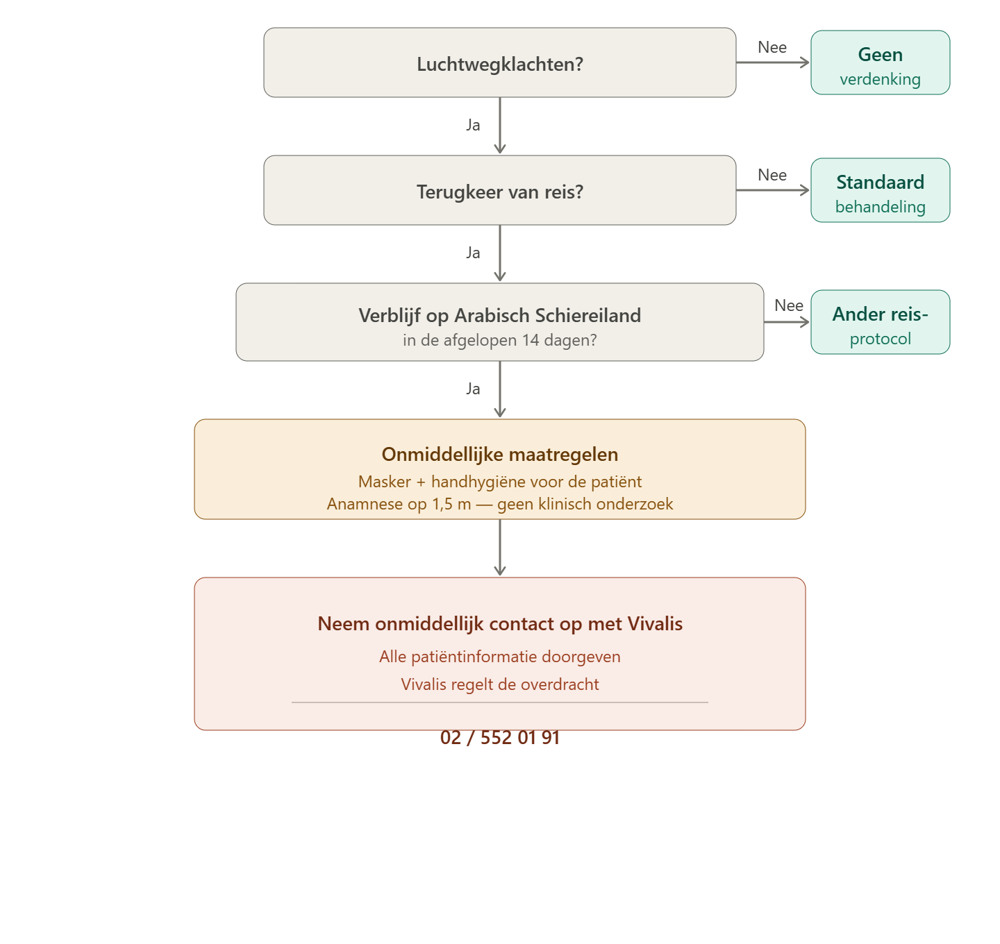 Luchtwegklachten?
Nee
Geen
verdenking
Ja
Terugkeer van reis?
Nee
Standaard
behandeling
Ja
Verblijf op Arabisch Schiereiland
in de afgelopen 14 dagen?
Nee
Ander reis-
protocol
Ja
Onmiddellijke maatregelen
Masker + handhygiëne voor de patiënt
Anamnese op 1,5 m — geen klinisch onderzoek
Neem onmiddellijk contact op met Vivalis
Alle patiëntinformatie doorgeven
Vivalis regelt de overdracht
02 / 552 01 91